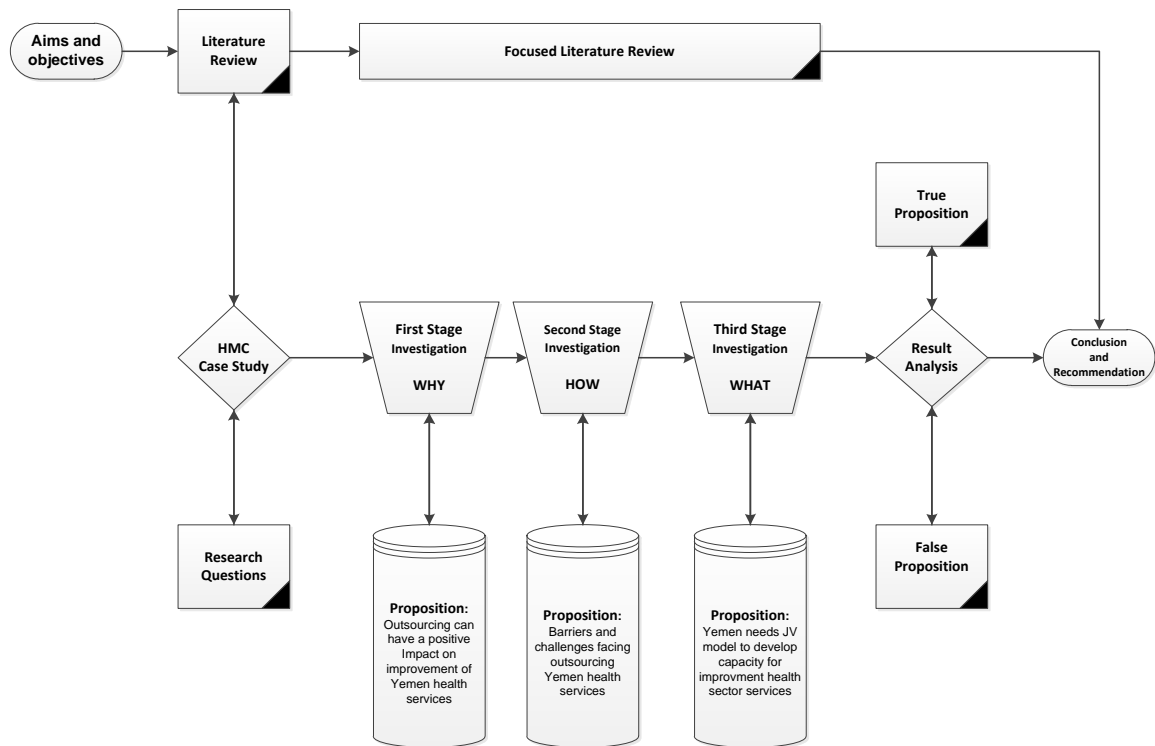 Aims and
objectives
Literature
Review
Focused Literature Review
True
Proposition
HMC
Case Study
First Stage
Investigation
WHY
Second Stage
Investigation
HOW
Third Stage
Investigation
WHAT
Result
Analysis
Conclusion
and
Recommendation
Research
Questions
Proposition:
Outsourcing can
have a positive
Impact on
improvement of
Yemen health
services
Proposition:
Barriers and
challenges facing
outsourcing
Yemen health
services
Proposition:
Yemen needs JV
model to develop
capacity for
improvment health
sector services
False
Proposition